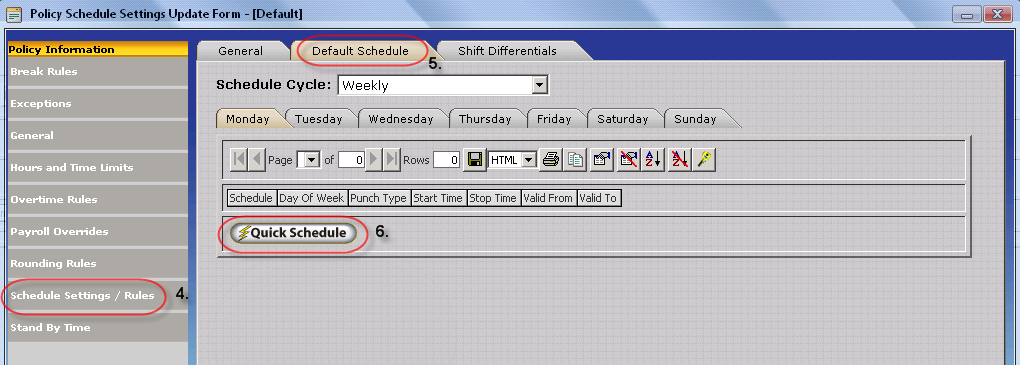 Policy Schedule Settings Update Form - [Default]
Policy Information
Break Rules
Exceptions
General
Hours and Time Limits
Overtime Rules
Payroll Overrides
Rounding Rules
Schedule Settings / Rules 4.
Stand By Time
General Default Schedule Shift Differentials
5.
Schedule Cycle: Weekly
Monday Tuesday Wednesday Thursday Friday Saturday Sunday
Page of 0 Rows 0 HTML A Z A Z
Schedule Day Of Week Punch Type Start Time Stop Time Valid From Valid To
Quick Schedule 6.